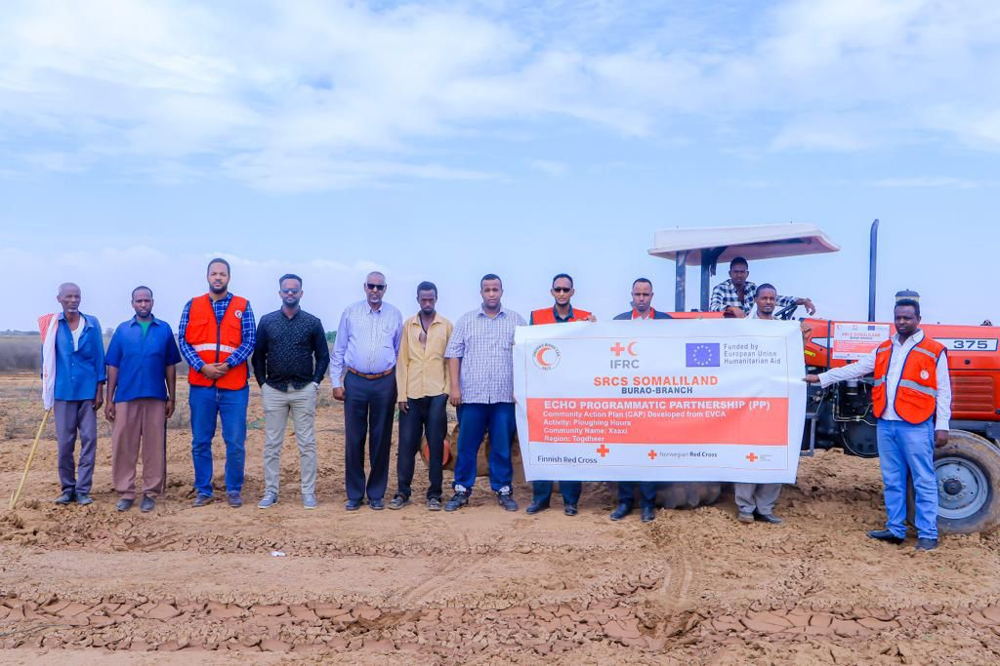 IFRC
Funded by
European Union
Humanitarian Aid
SRCS SOMALILAND
BURAO-BRANCH
ECHO PROGRAMMATIC PARTNERSHIP (PP)
Community Action Plan (CAP) Developed from EVCA
Activity: Ploughing Hours
Community Name: Xaaxi
Region: Togdheer
Finnish Red Cross
Norwegian Red Cross
375